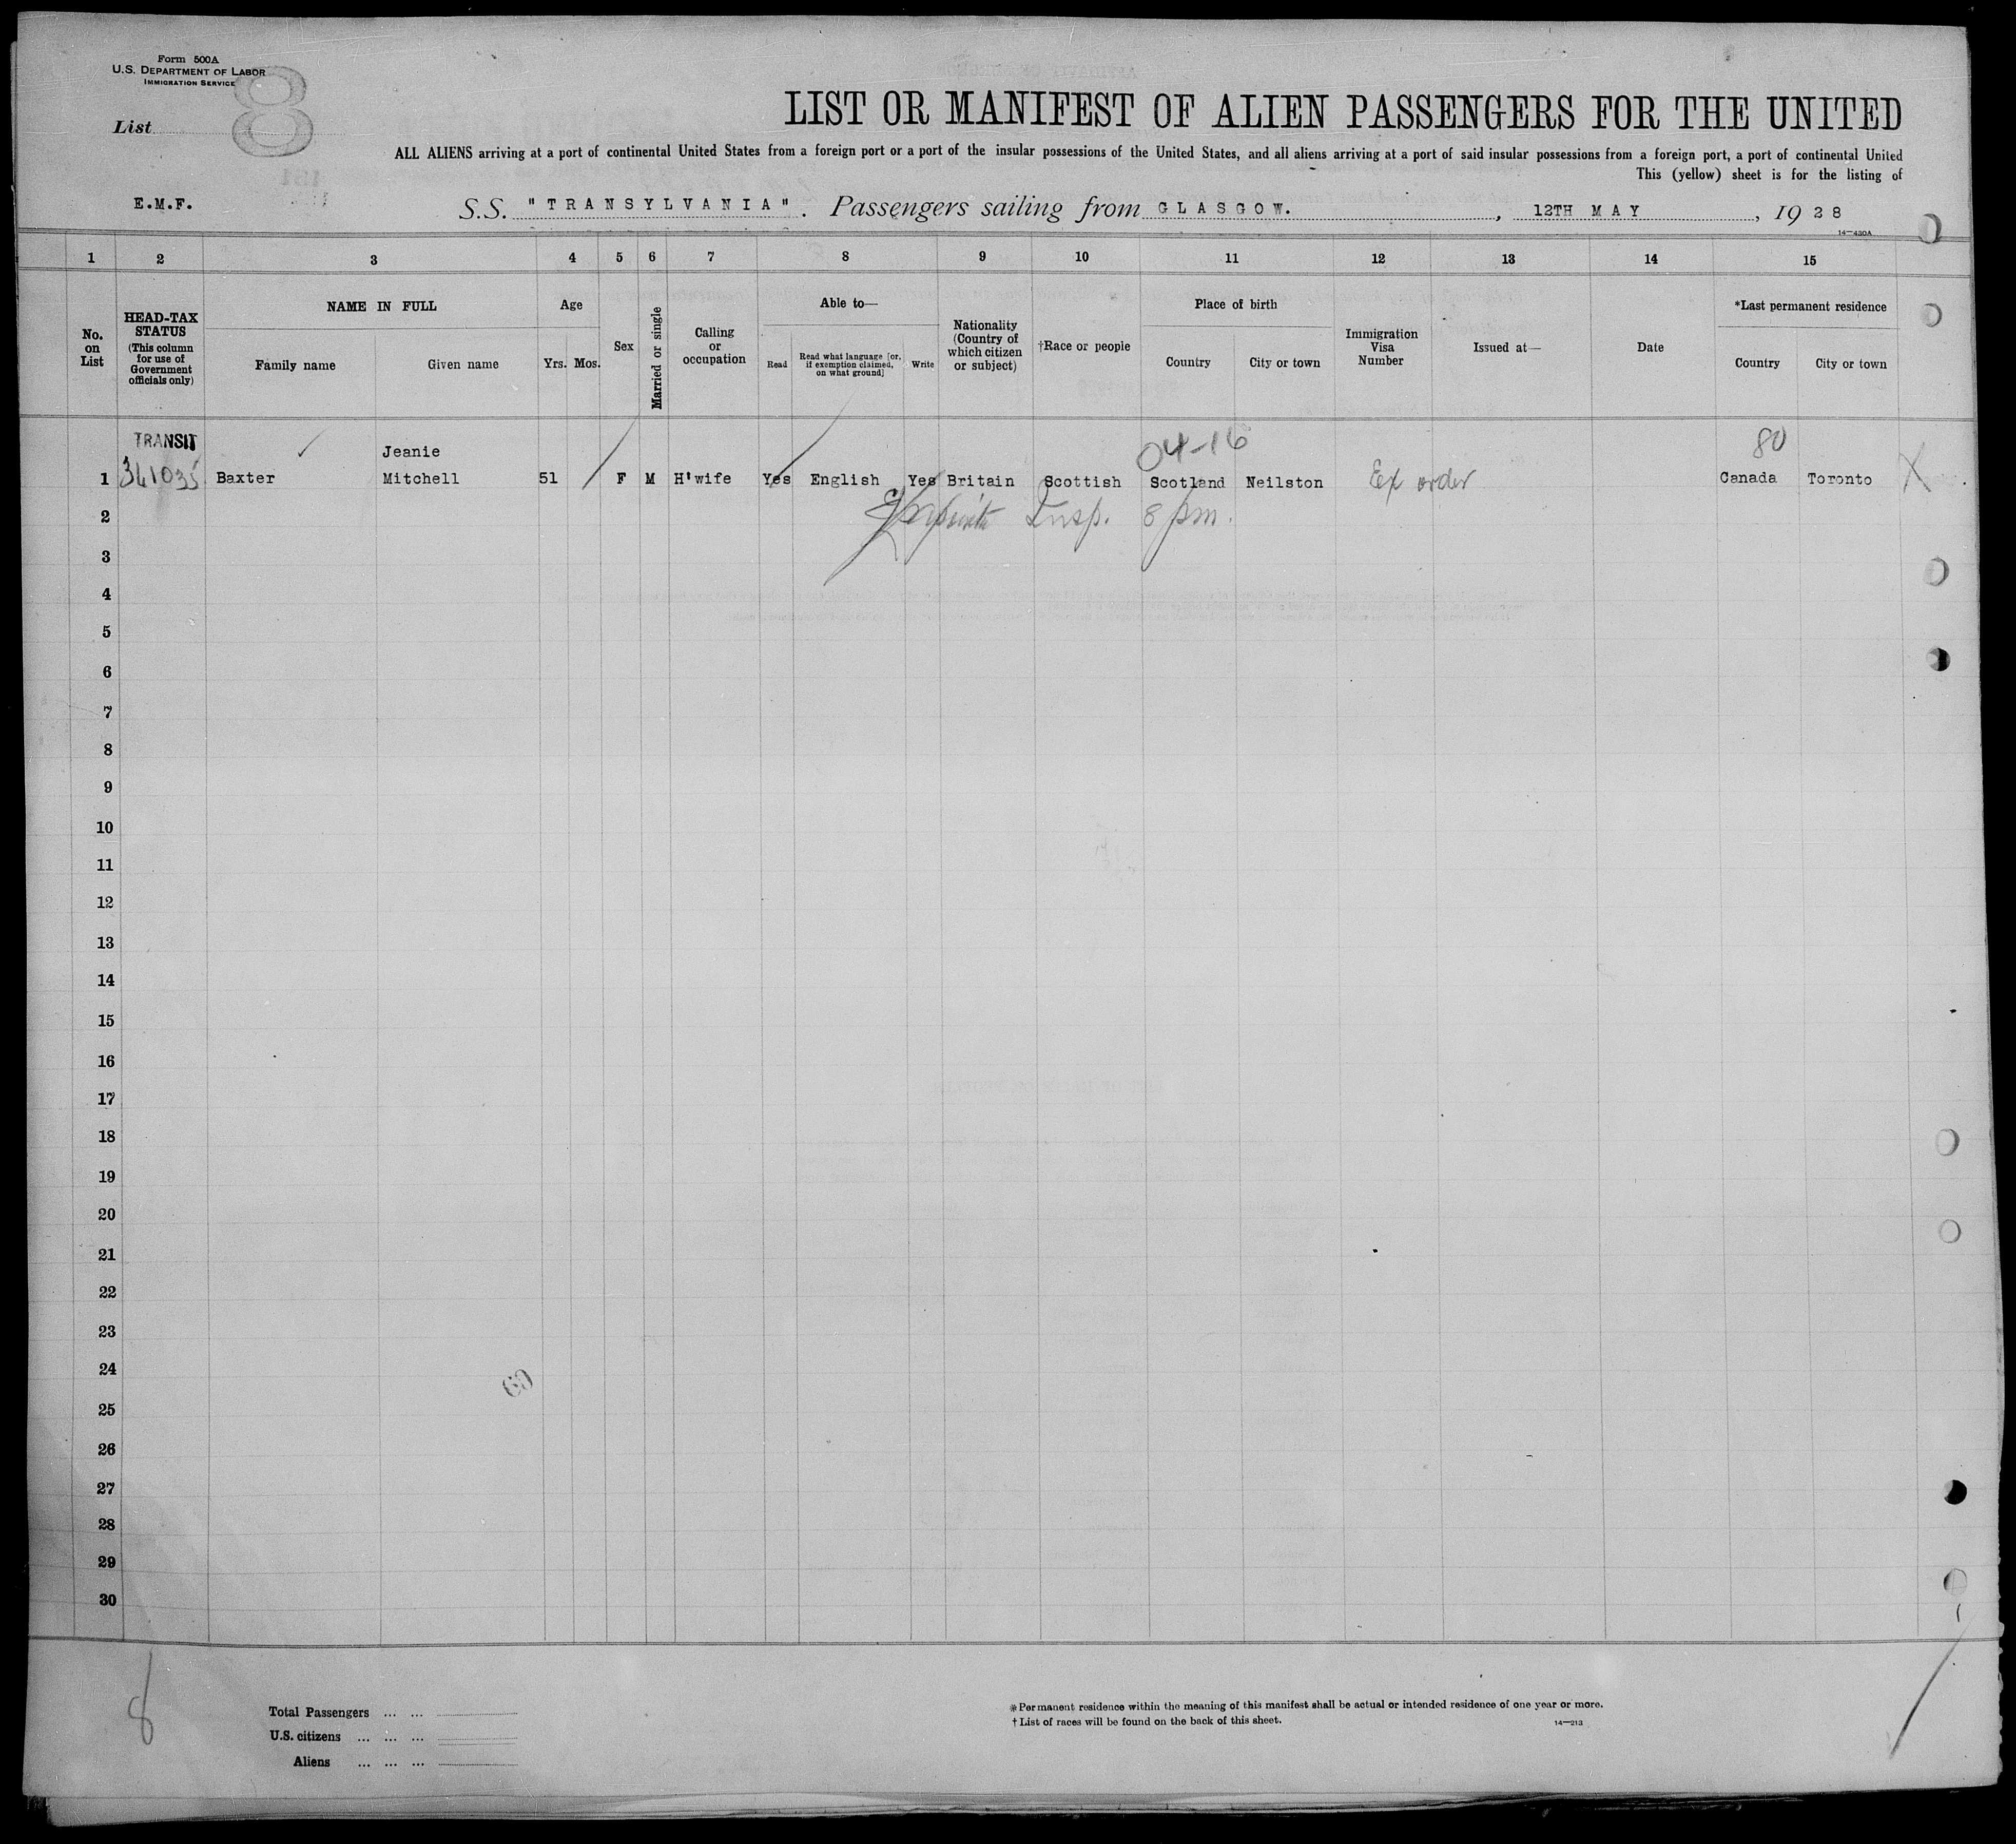 Form 500A
U.S. DEPARTMENT OF LABOR
IMMIGRATION SERVICE
List 8
LIST OR MANIFEST OF ALIEN PASSENGERS FOR THE UNITED
ALL ALIENS arriving at a port of continental United States from a foreign port or a port of the insular possessions of the United States, and all aliens arriving at a port of said insular possessions from a foreign port, a port of continental United
This (yellow) sheet is for the listing of
E.M.F. S.S. "TRANSYLVANIA". Passengers sailing from GLASGOW. , 12TH MAY , 1928
14—430A
1 2 3 4 5 6 7 8 9 10 11 12 13 14 15
No. on List
HEAD-TAX STATUS
(This column for use of Government officials only)
NAME IN FULL
Family name Given name
Age
Yrs. Mos.
Sex
Married or single
Calling or occupation
Able to—
Read
Read what language [or, if exemption claimed, on what ground]
Write
Nationality (Country of which citizen or subject)
†Race or people
Place of birth
Country City or town
Immigration Visa Number
Issued at—
Date
*Last permanent residence
Country City or town
TRANSIT Jeanie 04-16 80
1 341035 Baxter Mitchell 51 F M H'wife Yes English Yes Britain Scottish Scotland Neilston Ex order Canada Toronto X
2 Insp. 8 pm.
3
4
5
6
7
8
9
10
11
12
13
14
15
16
17
18
19
20
21
22
23
24
60
25
26
27
28
29
30
8
Total Passengers ... ...
U.S. citizens ... ... ...
Aliens ... ... ...
*Permanent residence within the meaning of this manifest shall be actual or intended residence of one year or more.
†List of races will be found on the back of this sheet.
14—213